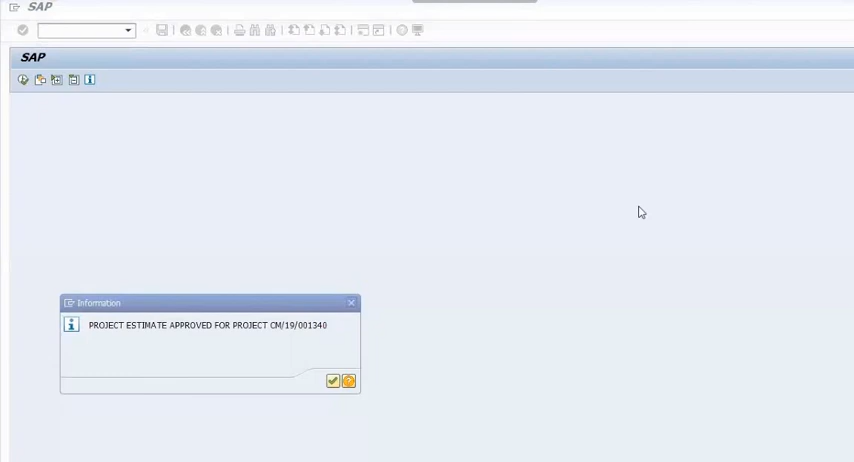 SAP
SAP
Information
PROJECT ESTIMATE APPROVED FOR PROJECT CM/19/001340